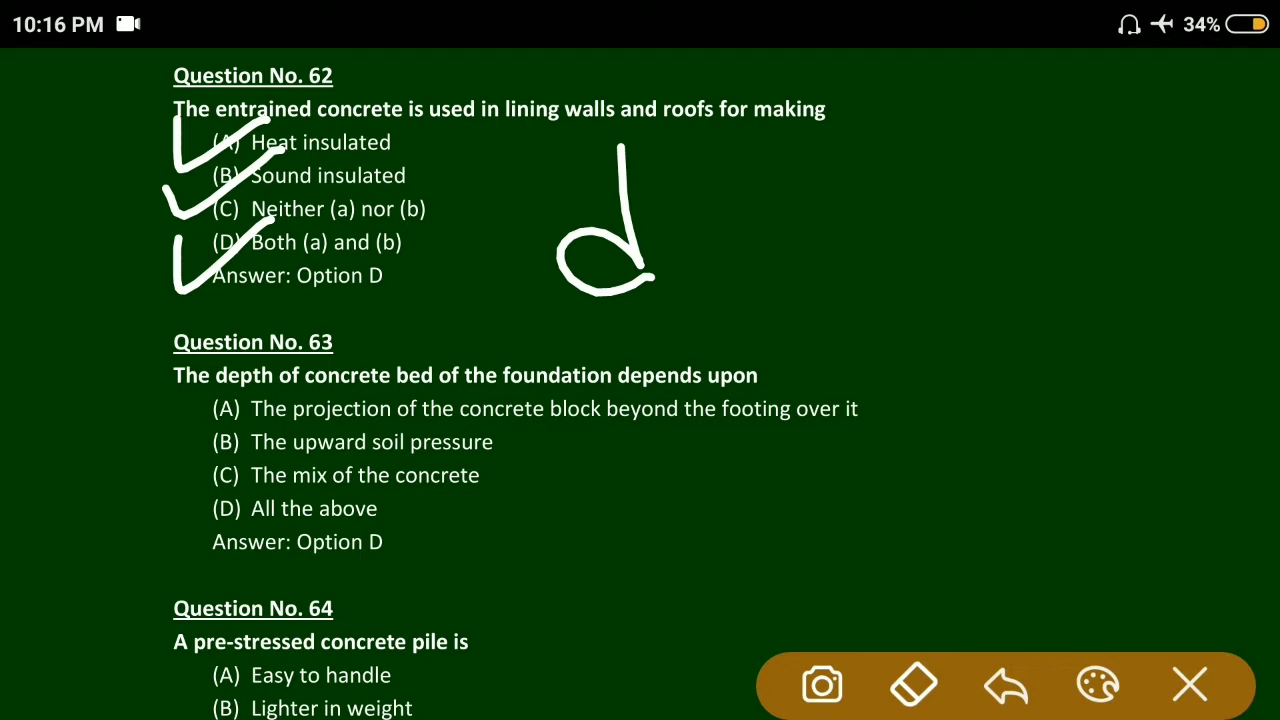 10:16 PM 34%
Question No. 62
The entrained concrete is used in lining walls and roofs for making
(A) Heat insulated
(B) Sound insulated
(C) Neither (a) nor (b)
(D) Both (a) and (b)
Answer: Option D
d
Question No. 63
The depth of concrete bed of the foundation depends upon
(A) The projection of the concrete block beyond the footing over it
(B) The upward soil pressure
(C) The mix of the concrete
(D) All the above
Answer: Option D
Question No. 64
A pre-stressed concrete pile is
(A) Easy to handle
(B) Lighter in weight